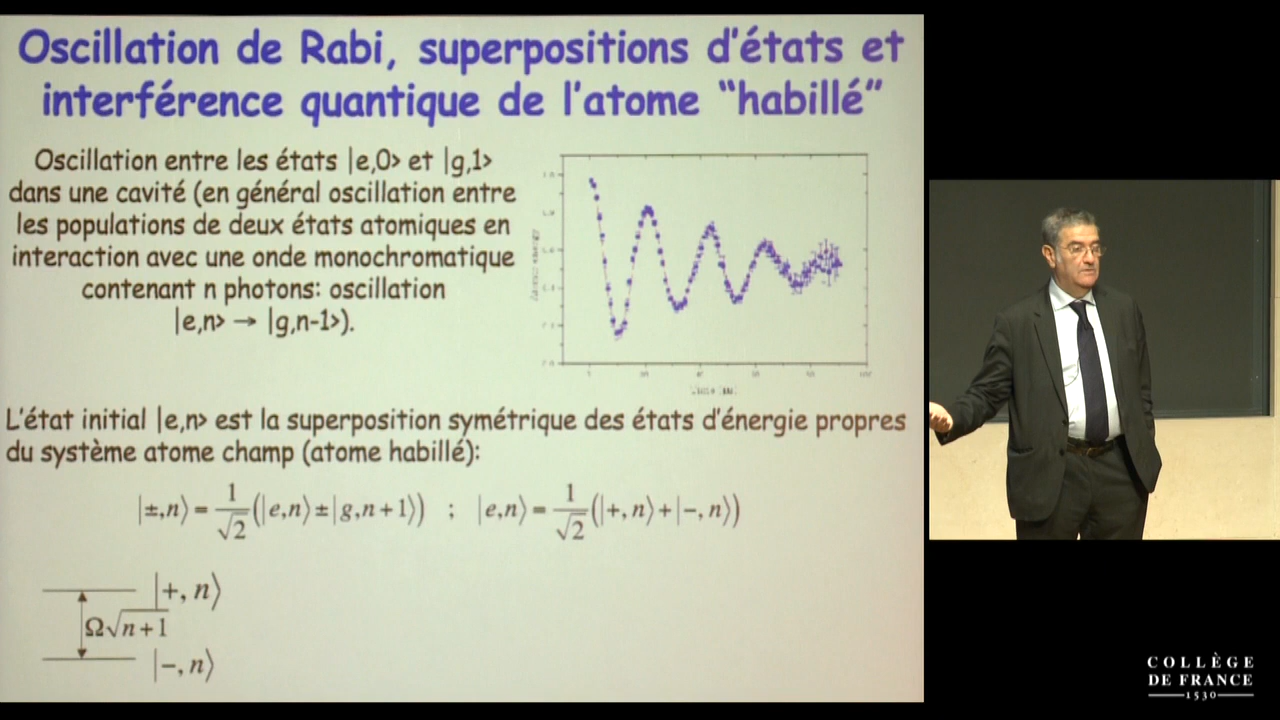 Oscillation de Rabi, superpositions d'états et
interférence quantique de l'atome “habillé”
Oscillation entre les états |e,0> et |g,1>
dans une cavité (en général oscillation entre
les populations de deux états atomiques en
interaction avec une onde monochromatique
contenant n photons: oscillation
|e,n> → |g,n-1>).
L'état initial |e,n> est la superposition symétrique des états d'énergie propres
du système atome champ (atome habillé):
|±,n⟩ = 1/√2 (|e,n⟩ ± |g,n+1⟩) ; |e,n⟩ = 1/√2 (|+,n⟩ + |−,n⟩)
|+, n⟩
Ω√n+1
|−, n⟩
COLLÈGE
DE FRANCE
1530